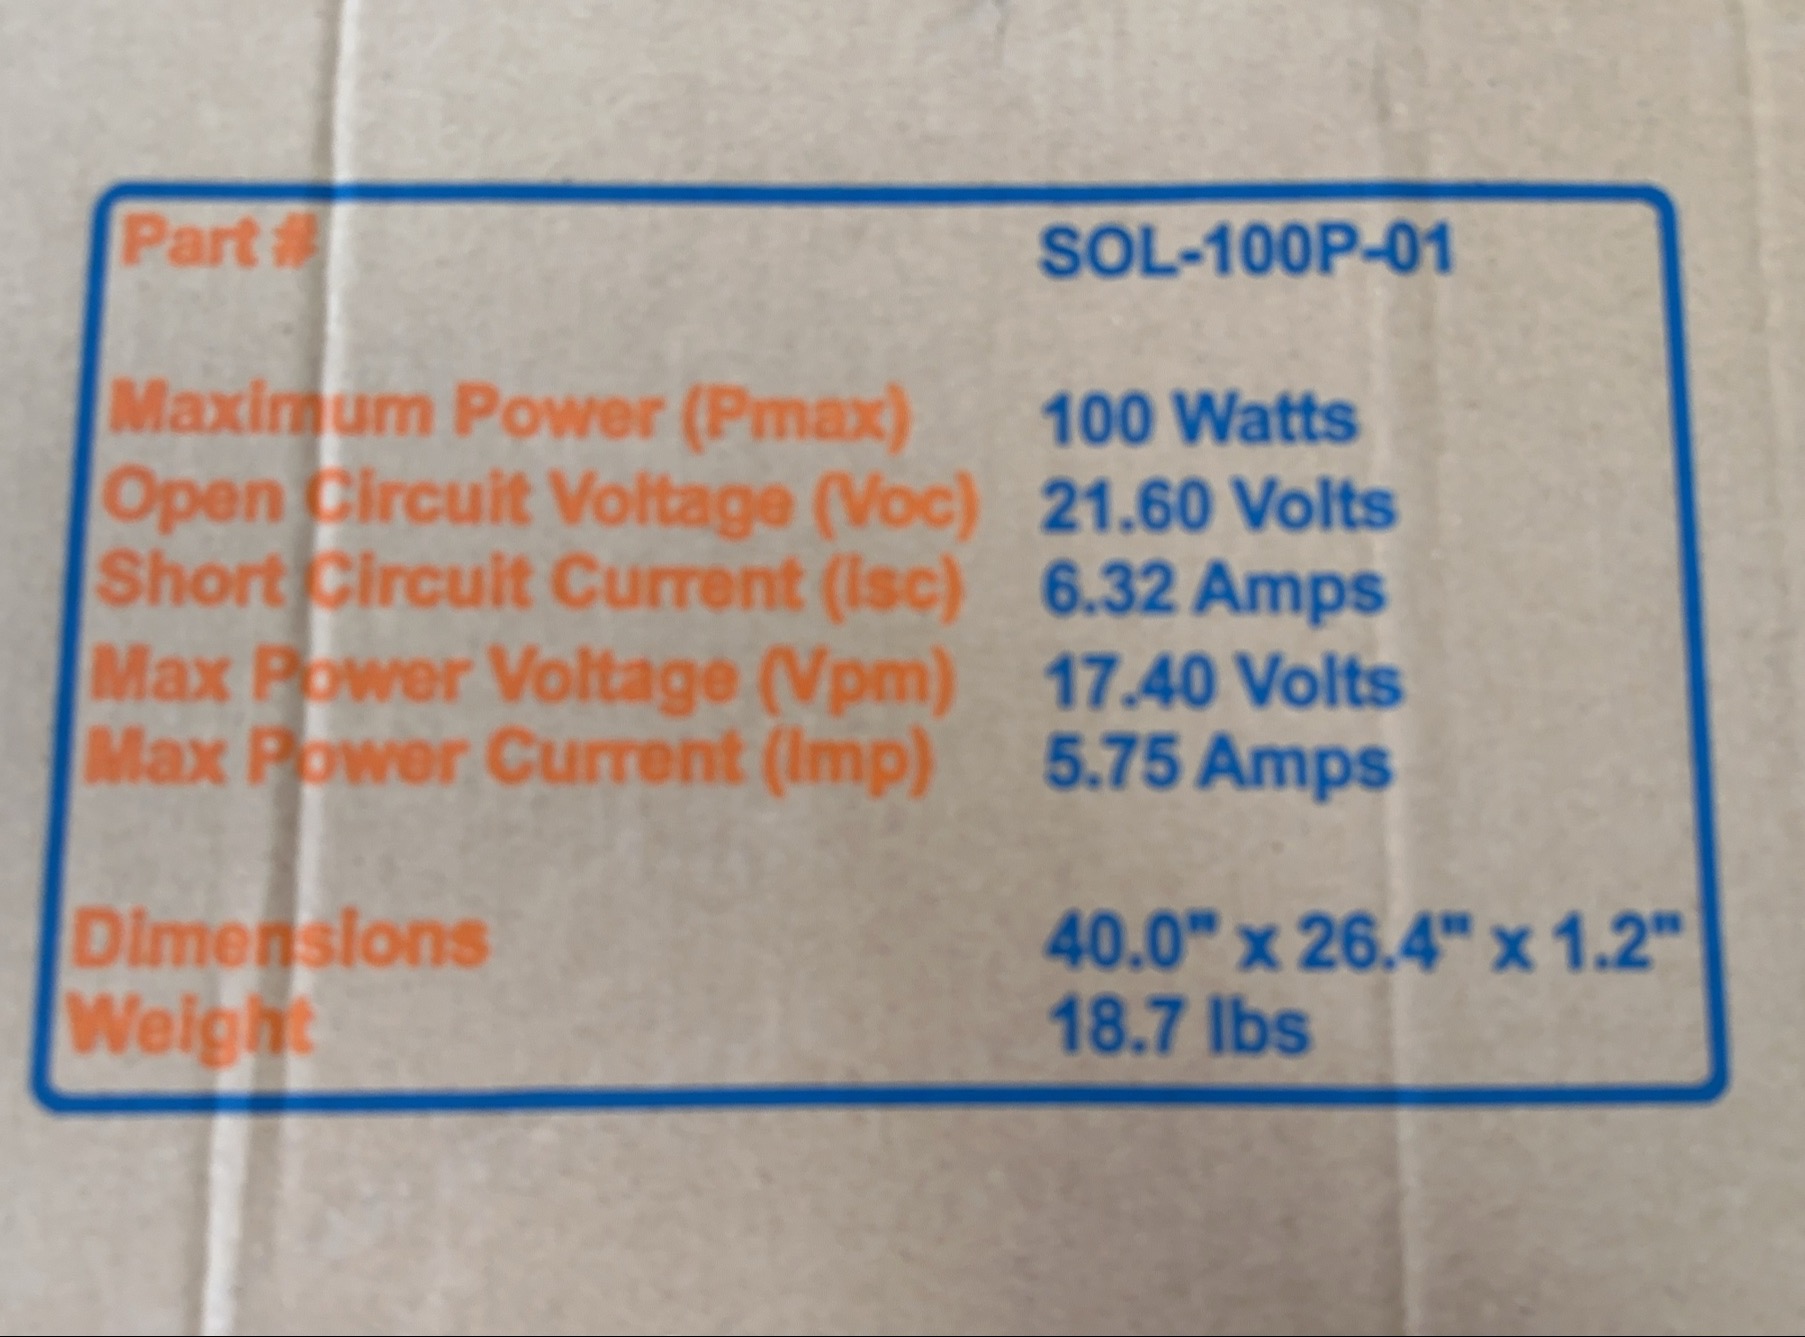 Part # SOL-100P-01
Maximum Power (Pmax) 100 Watts
Open Circuit Voltage (Voc) 21.60 Volts
Short Circuit Current (isc) 6.32 Amps
Max Power Voltage (Vpm) 17.40 Volts
Max Power Current (Imp) 5.75 Amps
Dimensions 40.0" x 26.4" x 1.2"
Weight 18.7 lbs